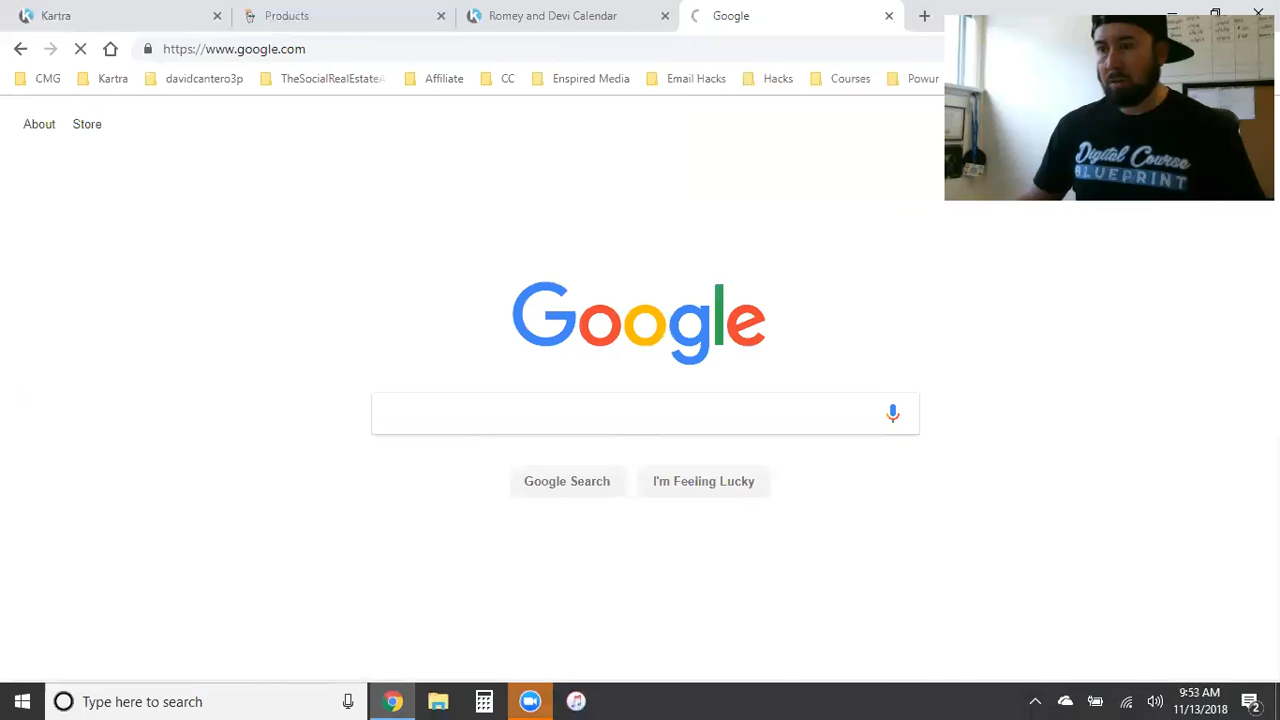 Kartra
Products
Romey and Devi Calendar
Google
https://www.google.com
CMG
Kartra
davidcantero3p
TheSocialRealEstateA
Affiliate
CC
Enspired Media
Email Hacks
Hacks
Courses
Powur
About
Store
Digital Course
BLUEPRINT
Google
Google Search
I'm Feeling Lucky
Type here to search
9:53 AM
11/13/2018
2